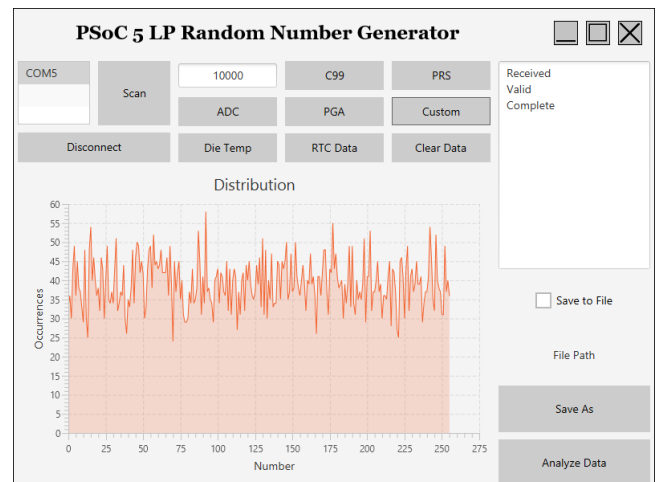 PSoC 5 LP Random Number Generator
COM5
Scan
10000
C99
PRS
ADC
PGA
Custom
Disconnect
Die Temp
RTC Data
Clear Data
Received
Valid
Complete
Distribution
60
55
50
45
40
35
30
25
20
15
10
5
0
Occurrences
0 25 50 75 100 125 150 175 200 225 250 275
Number
Save to File
File Path
Save As
Analyze Data